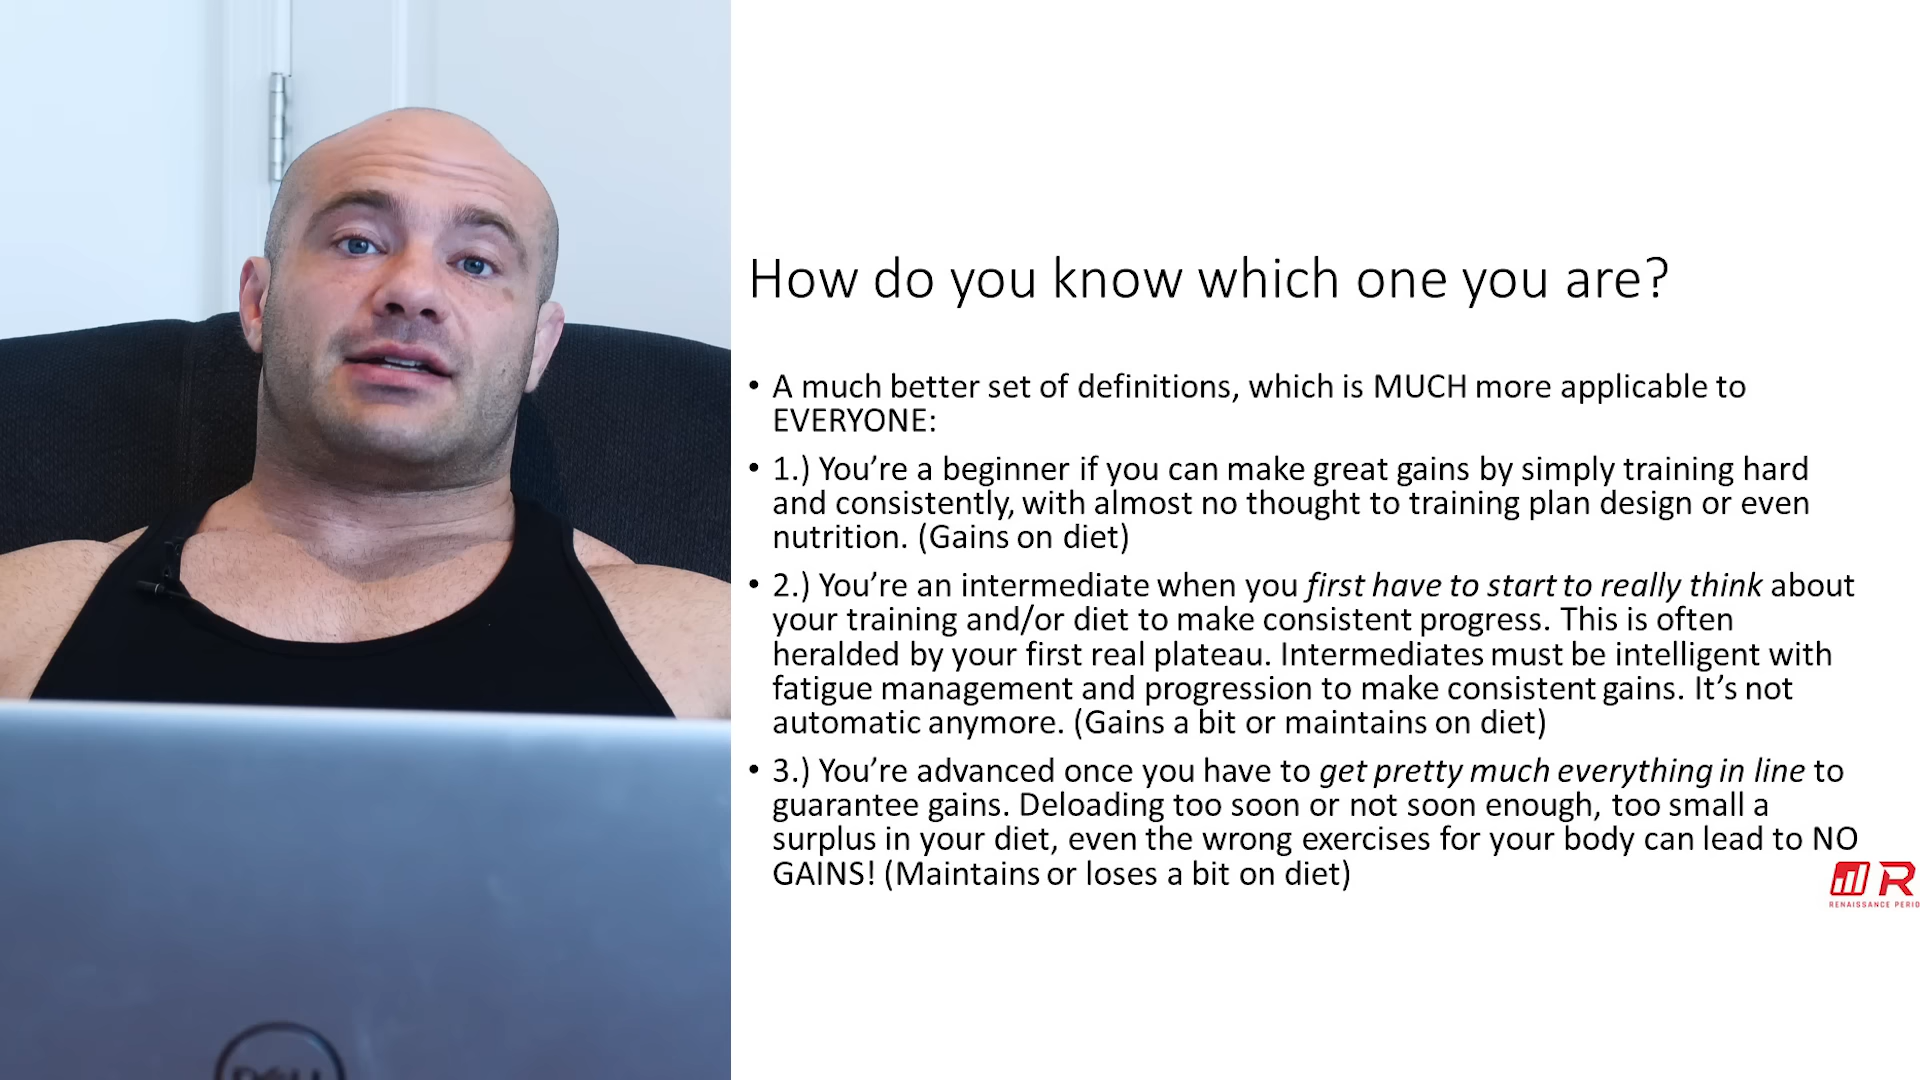 How do you know which one you are?
• A much better set of definitions, which is MUCH more applicable to
EVERYONE:
• 1.) You’re a beginner if you can make great gains by simply training hard
and consistently, with almost no thought to training plan design or even
nutrition. (Gains on diet)
• 2.) You’re an intermediate when you first have to start to really think about
your training and/or diet to make consistent progress. This is often
heralded by your first real plateau. Intermediates must be intelligent with
fatigue management and progression to make consistent gains. It’s not
automatic anymore. (Gains a bit or maintains on diet)
• 3.) You’re advanced once you have to get pretty much everything in line to
guarantee gains. Deloading too soon or not soon enough, too small a
surplus in your diet, even the wrong exercises for your body can lead to NO
GAINS! (Maintains or loses a bit on diet)
R
RENAISSANCE PERIO
DELL